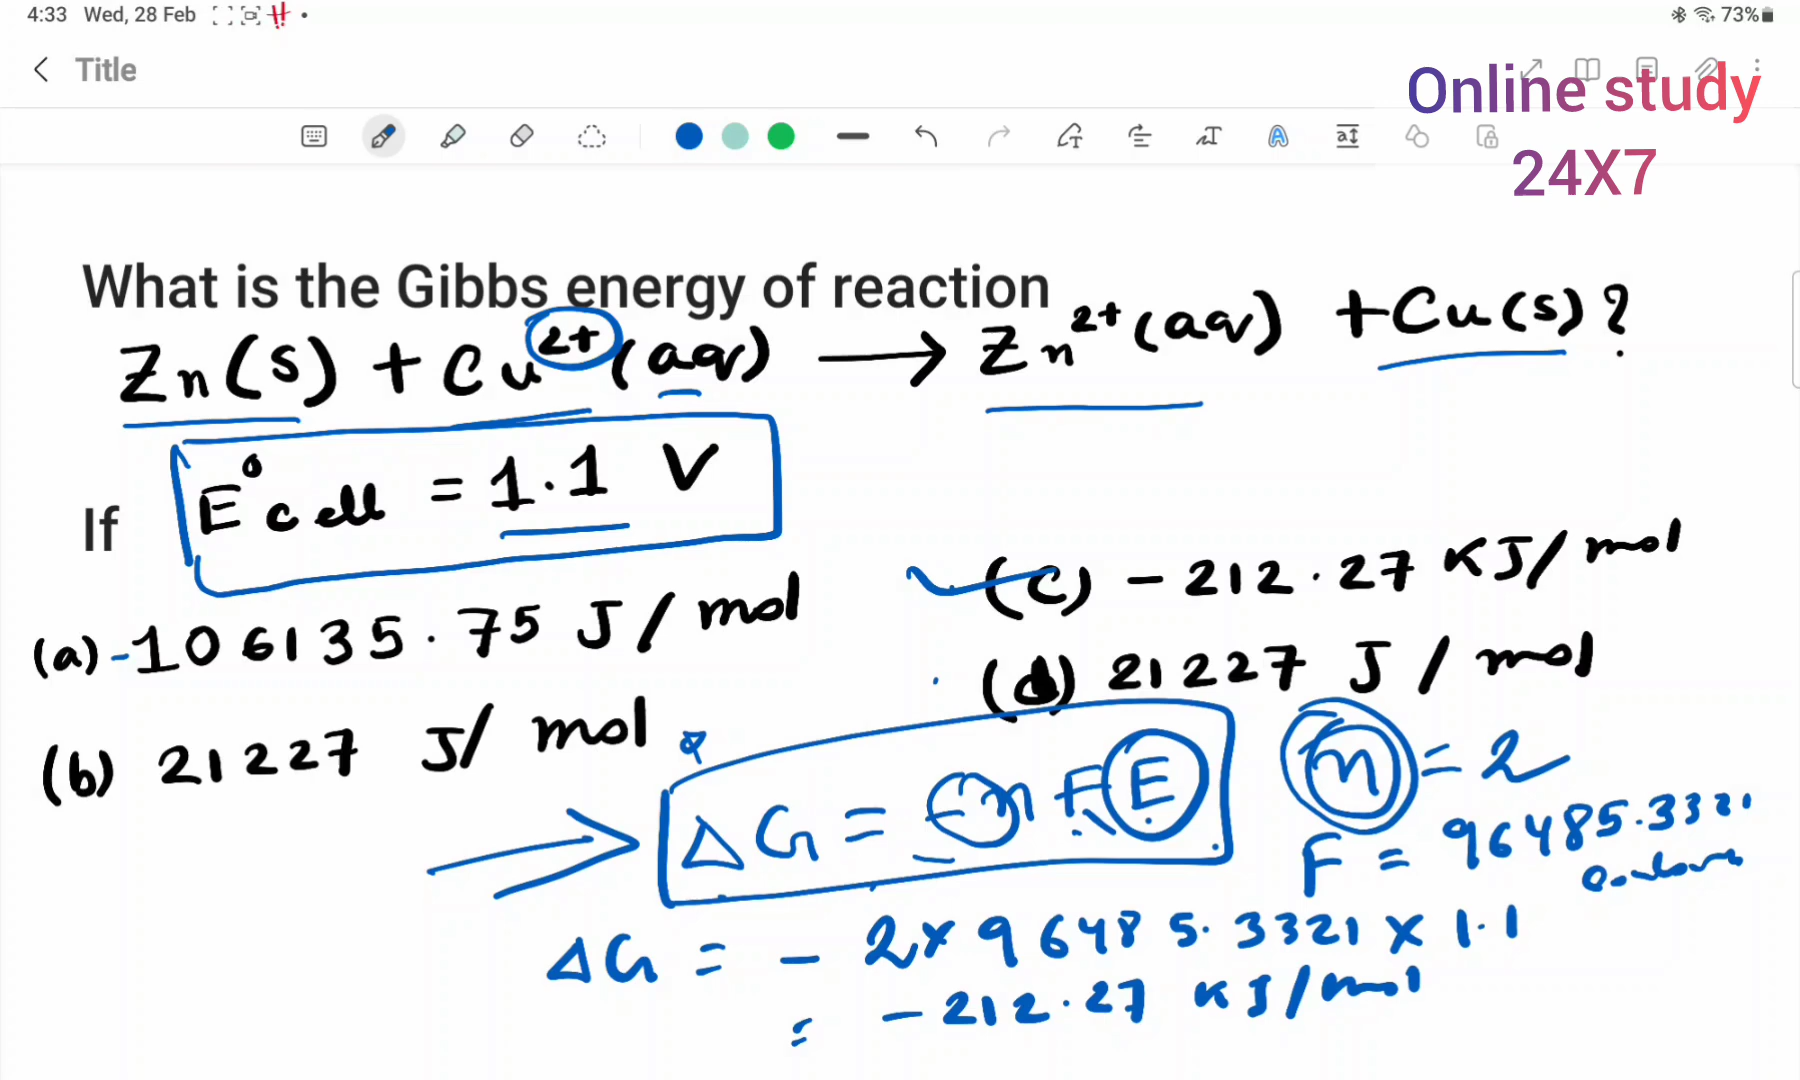 4:33 Wed, 28 Feb 73%
Title
Online study
24X7
What is the Gibbs energy of reaction
Zn(s) + Cu²⁺(aq) → Zn²⁺(aq) + Cu(s)?
If E°cell = 1.1 V
(a) -106135.75 J/mol
(b) 21227 J/mol
(c) -212.27 KJ/mol
(d) 21227 J/mol
ΔG = -nFE
n = 2
F = 96485.3321
ΔG = - 2 × 96485.3321 × 1.1
= -212.27 KJ/mol